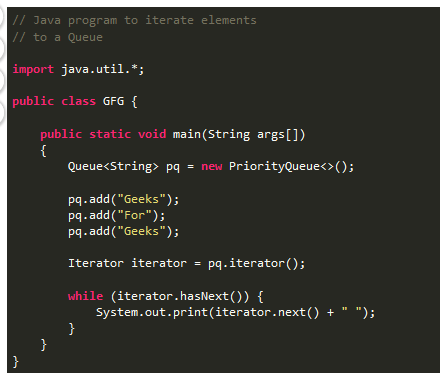 // Java program to iterate elements
// to a Queue
import java.util.*;
public class GFG {
public static void main(String args[])
{
Queue<String> pq = new PriorityQueue<>();
pq.add("Geeks");
pq.add("For");
pq.add("Geeks");
Iterator iterator = pq.iterator();
while (iterator.hasNext()) {
System.out.print(iterator.next() + " ");
}
}
}